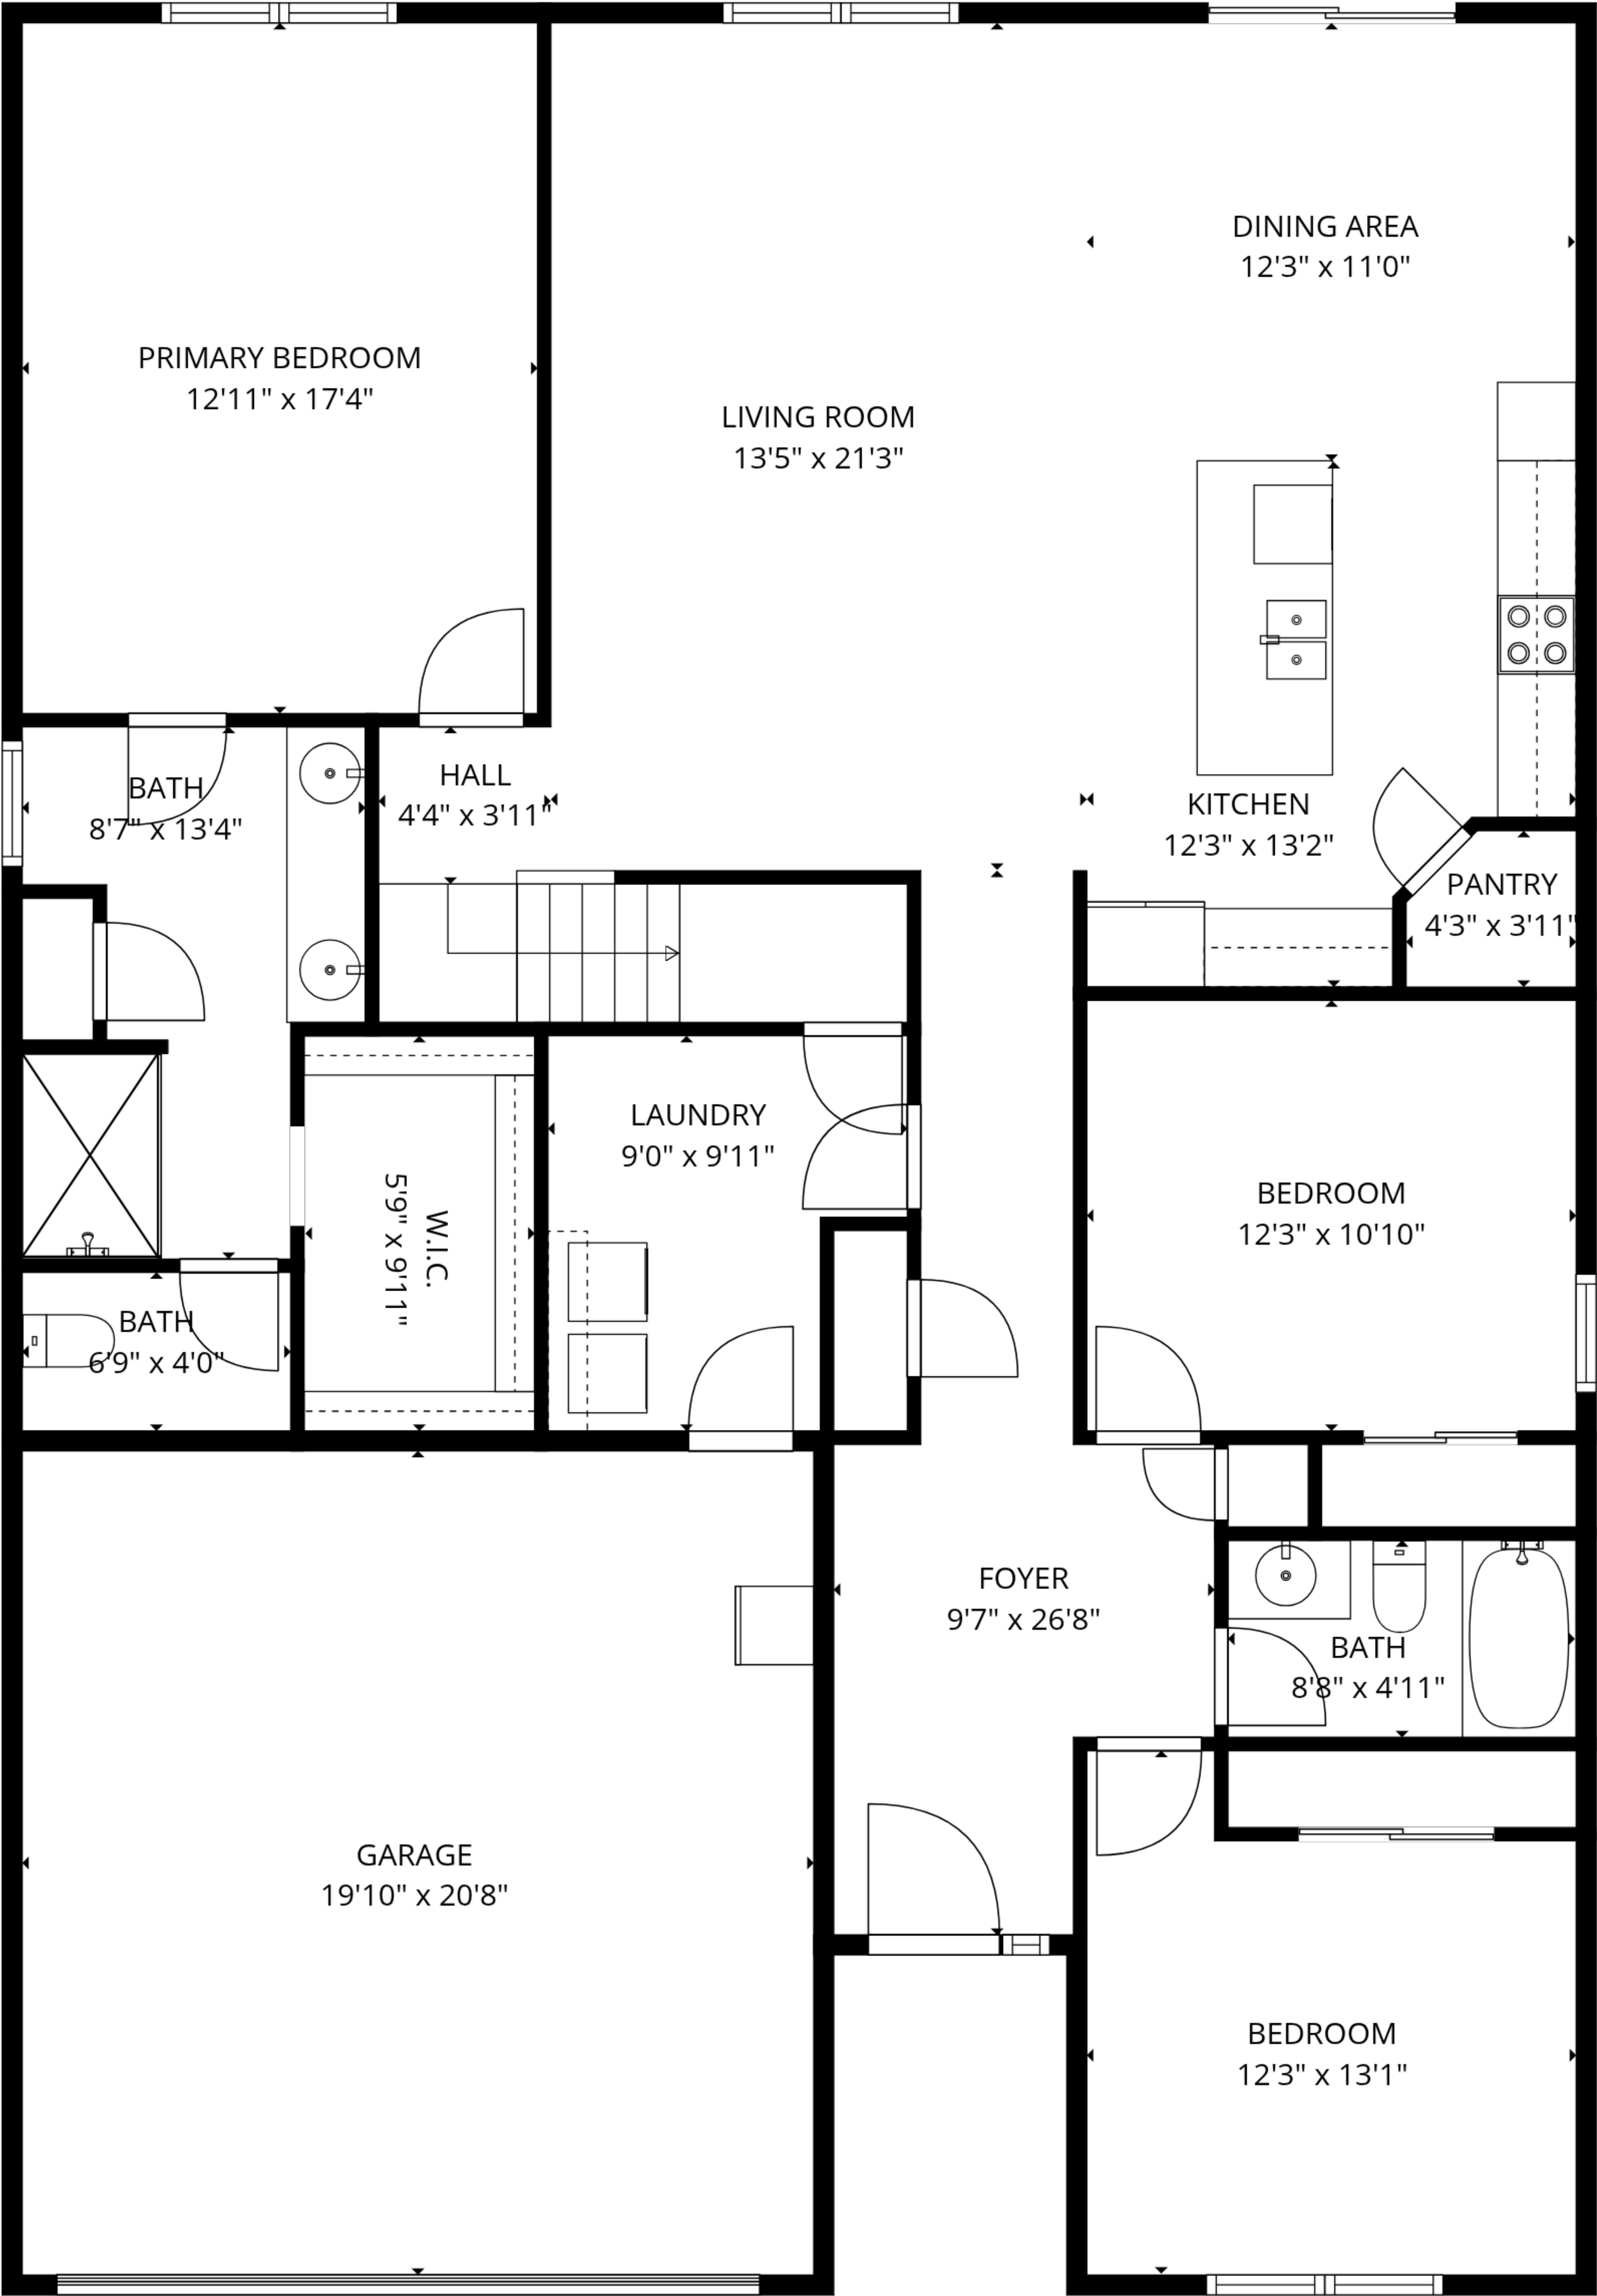 DINING AREA
12'3" x 11'0"
PRIMARY BEDROOM
12'11" x 17'4"
LIVING ROOM
13'5" x 21'3"
HALL
4'4" x 3'11"
BATH
8'7" x 13'4"
KITCHEN
12'3" x 13'2"
PANTRY
4'3" x 3'11"
LAUNDRY
9'0" x 9'11"
W.I.C.
5'9" x 9'11"
BEDROOM
12'3" x 10'10"
BATH
6'9" x 4'0"
FOYER
9'7" x 26'8"
BATH
8'8" x 4'11"
GARAGE
19'10" x 20'8"
BEDROOM
12'3" x 13'1"